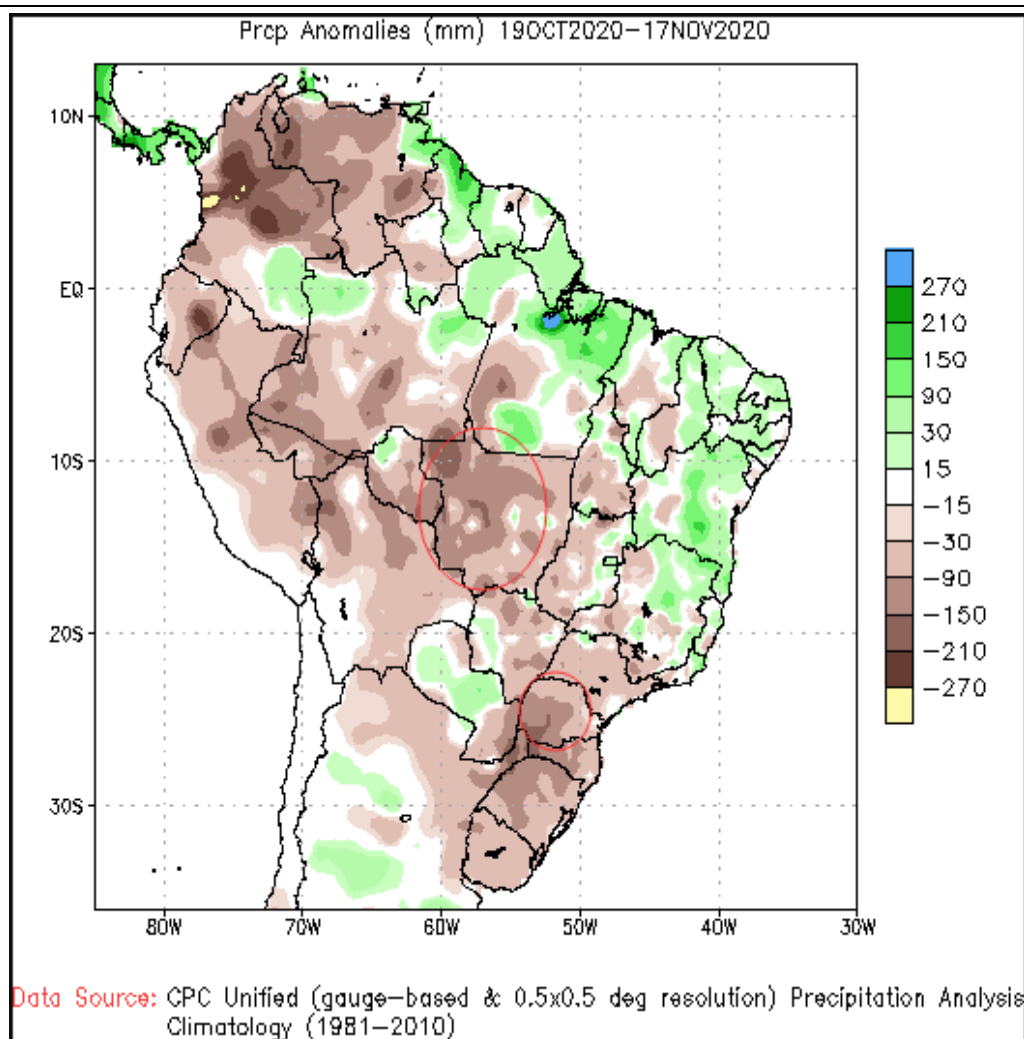 Prcp Anomalies (mm) 19OCT2020–17NOV2020
10N
EQ
10S
20S
30S
80W 70W 60W 50W 40W 30W
270
210
150
90
30
15
−15
−30
−90
−150
−210
−270
Data Source: CPC Unified (gauge–based & 0.5x0.5 deg resolution) Precipitation Analysis
Climatology (1981–2010)